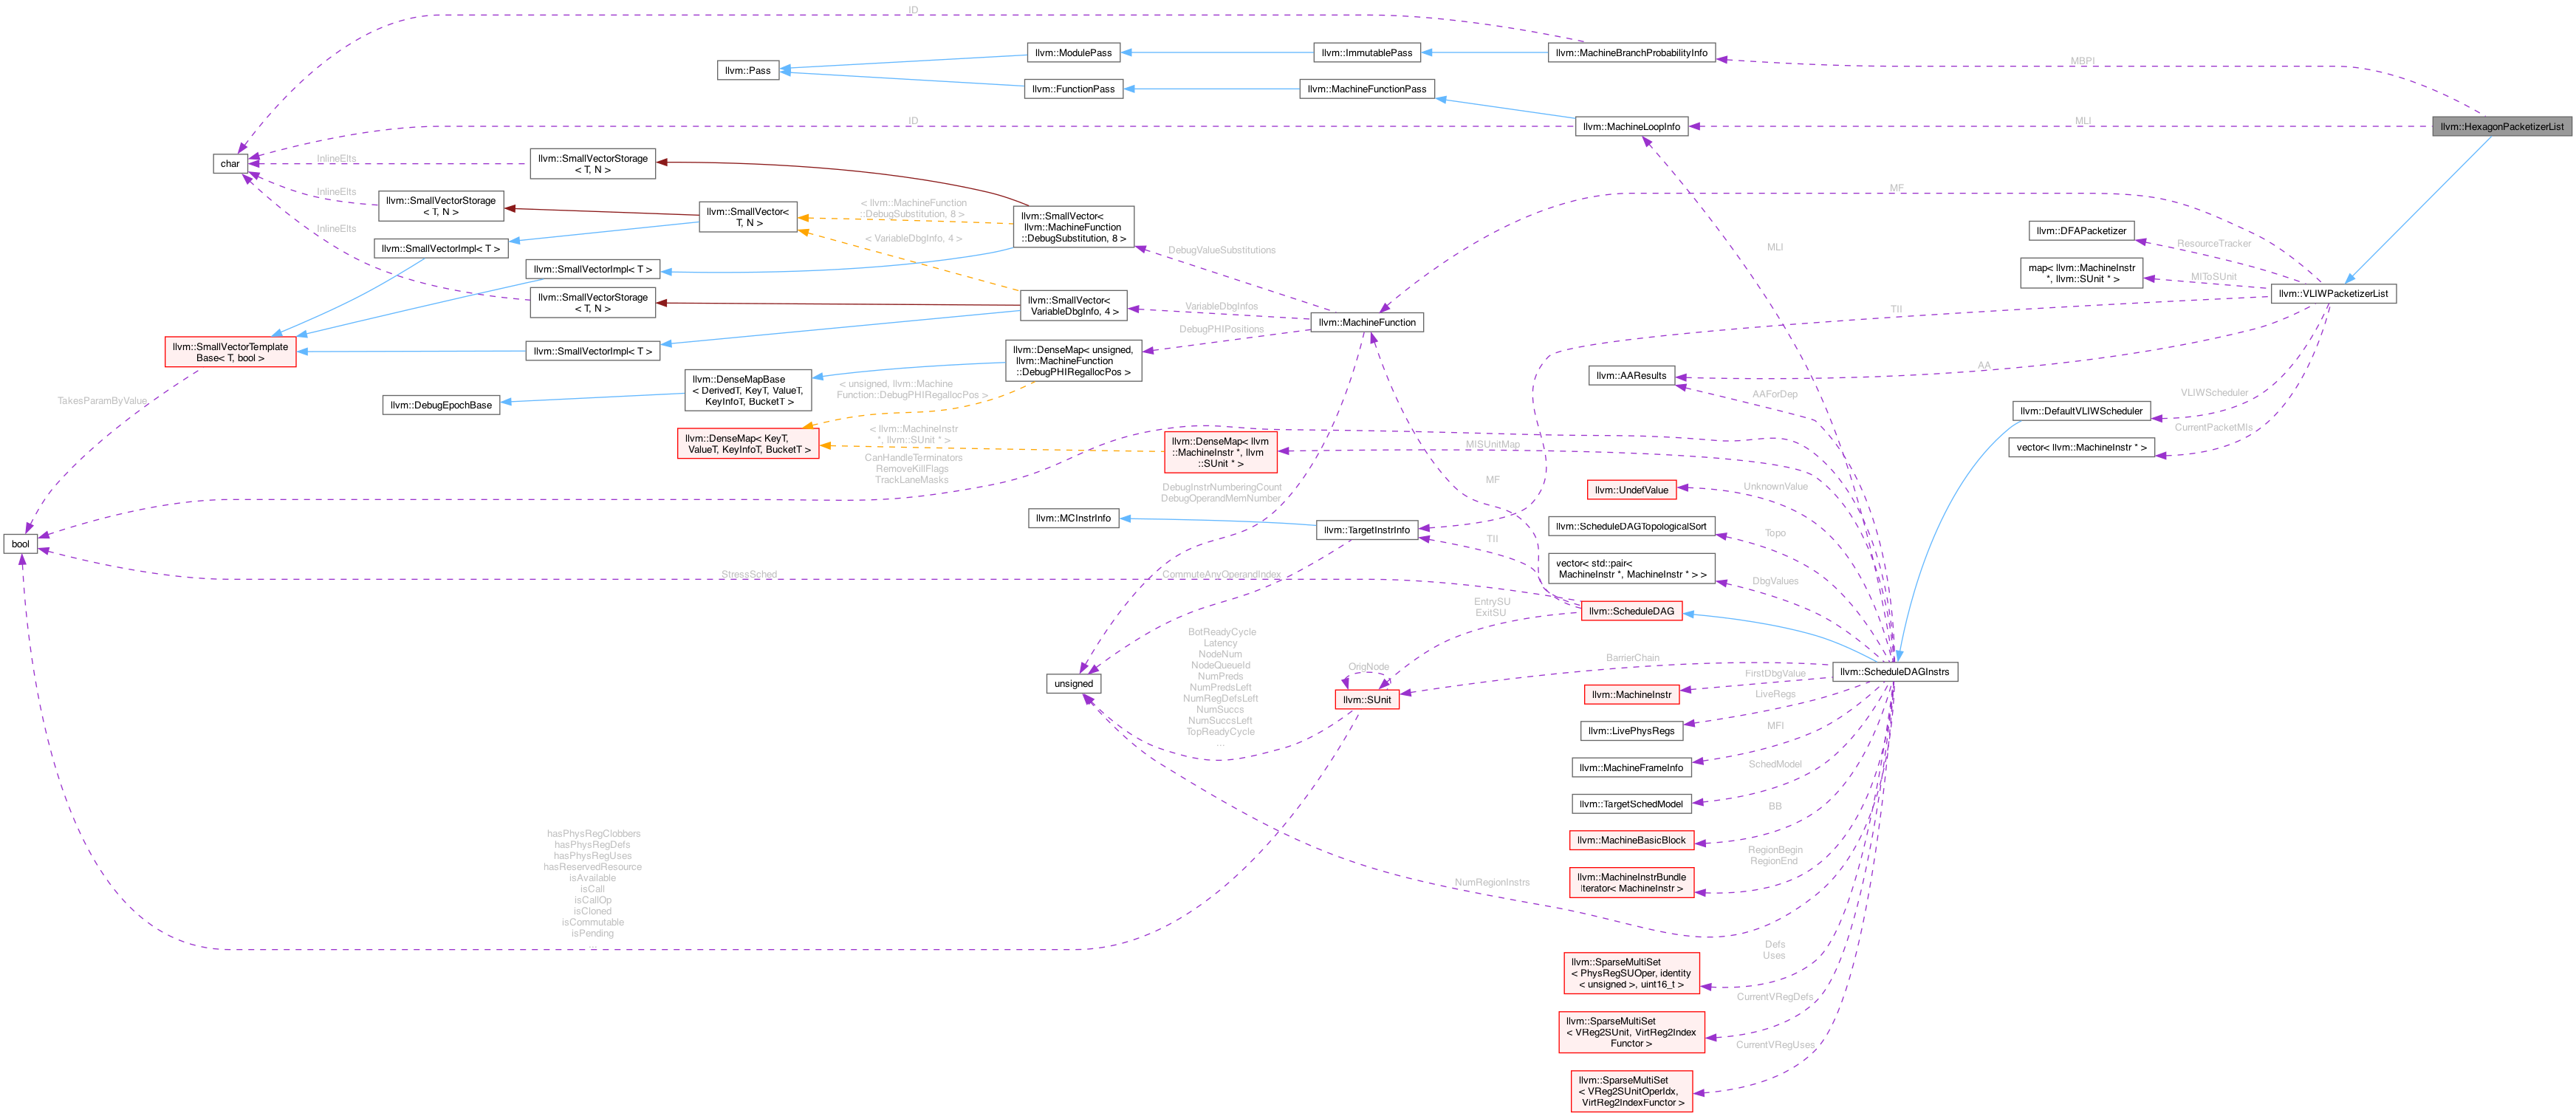 ID
llvm::ModulePass
llvm::ImmutablePass
llvm::MachineBranchProbabilityInfo
MBPI
llvm::Pass
llvm::FunctionPass
llvm::MachineFunctionPass
ID
llvm::MachineLoopInfo
MLI
llvm::HexagonPacketizerList
char
InlineElts
llvm::SmallVectorStorage
< T, N >
InlineElts
llvm::SmallVectorStorage
< T, N >
llvm::SmallVector<
T, N >
< llvm::MachineFunction
::DebugSubstitution, 8 >
llvm::SmallVector<
llvm::MachineFunction
::DebugSubstitution, 8 >
MF
InlineElts
llvm::SmallVectorImpl< T >
< VariableDbgInfo, 4 >
DebugValueSubstitutions
MLI
llvm::DFAPacketizer
ResourceTracker
llvm::SmallVectorImpl< T >
map< llvm::MachineInstr
*, llvm::SUnit * >
MIToSUnit
llvm::VLIWPacketizerList
llvm::SmallVectorStorage
< T, N >
llvm::SmallVector<
VariableDbgInfo, 4 >
VariableDbgInfos
llvm::MachineFunction
TII
DebugPHIPositions
llvm::SmallVectorTemplate
Base< T, bool >
llvm::SmallVectorImpl< T >
llvm::DenseMap< unsigned,
llvm::MachineFunction
::DebugPHIRegallocPos >
llvm::AAResults
AA
TakesParamByValue
llvm::DebugEpochBase
llvm::DenseMapBase
< DerivedT, KeyT, ValueT,
KeyInfoT, BucketT >
< unsigned, llvm::Machine
Function::DebugPHIRegallocPos >
AAForDep
VLIWScheduler
llvm::DefaultVLIWScheduler
CurrentPacketMIs
vector< llvm::MachineInstr * >
llvm::DenseMap< KeyT,
ValueT, KeyInfoT, BucketT >
< llvm::MachineInstr
*, llvm::SUnit * >
llvm::DenseMap< llvm
::MachineInstr *, llvm
::SUnit * >
MISUnitMap
CanHandleTerminators
RemoveKillFlags
TrackLaneMasks
DebugInstrNumberingCount
DebugOperandMemNumber
MF
llvm::UndefValue
UnknownValue
llvm::MCInstrInfo
llvm::TargetInstrInfo
TII
llvm::ScheduleDAGTopologicalSort
Topo
bool
StressSched
CommuteAnyOperandIndex
vector< std::pair<
MachineInstr *, MachineInstr * > >
DbgValues
EntrySU
ExitSU
llvm::ScheduleDAG
BotReadyCycle
Latency
NodeNum
NodeQueueId
NumPreds
NumPredsLeft
NumRegDefsLeft
NumSuccs
NumSuccsLeft
TopReadyCycle
...
OrigNode
BarrierChain
llvm::ScheduleDAGInstrs
unsigned
llvm::SUnit
llvm::MachineInstr
FirstDbgValue
LiveRegs
llvm::LivePhysRegs
MFI
llvm::MachineFrameInfo
SchedModel
llvm::TargetSchedModel
BB
llvm::MachineBasicBlock
hasPhysRegClobbers
hasPhysRegDefs
hasPhysRegUses
hasReservedResource
isAvailable
isCall
isCallOp
isCloned
isCommutable
isPending
...
RegionBegin
RegionEnd
llvm::MachineInstrBundle
Iterator< MachineInstr >
NumRegionInstrs
Defs
Uses
llvm::SparseMultiSet
< PhysRegSUOper, identity
< unsigned >, uint16_t >
CurrentVRegDefs
llvm::SparseMultiSet
< VReg2SUnit, VirtReg2Index
Functor >
CurrentVRegUses
llvm::SparseMultiSet
< VReg2SUnitOperIdx,
VirtReg2IndexFunctor >